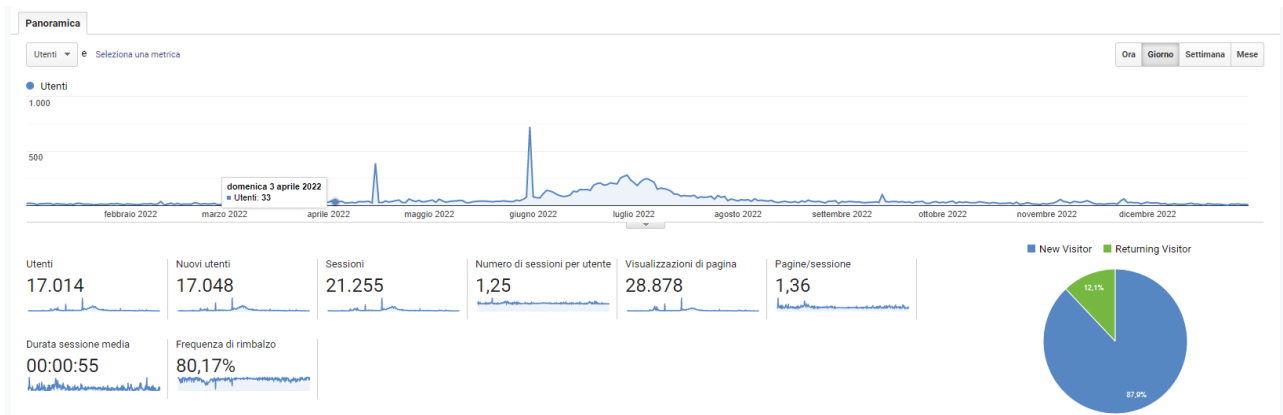 Panoramica
Utenti e Seleziona una metrica
Ora Giorno Settimana Mese
Utenti
1.000
500
domenica 3 aprile 2022
Utenti: 33
febbraio 2022 marzo 2022 aprile 2022 maggio 2022 giugno 2022 luglio 2022 agosto 2022 settembre 2022 ottobre 2022 novembre 2022 dicembre 2022
New Visitor Returning Visitor
Utenti
17.014
Nuovi utenti
17.048
Sessioni
21.255
Numero di sessioni per utente
1,25
Visualizzazioni di pagina
28.878
Pagine/sessione
1,36
Durata sessione media
00:00:55
Frequenza di rimbalzo
80,17%
12,1%
87,9%